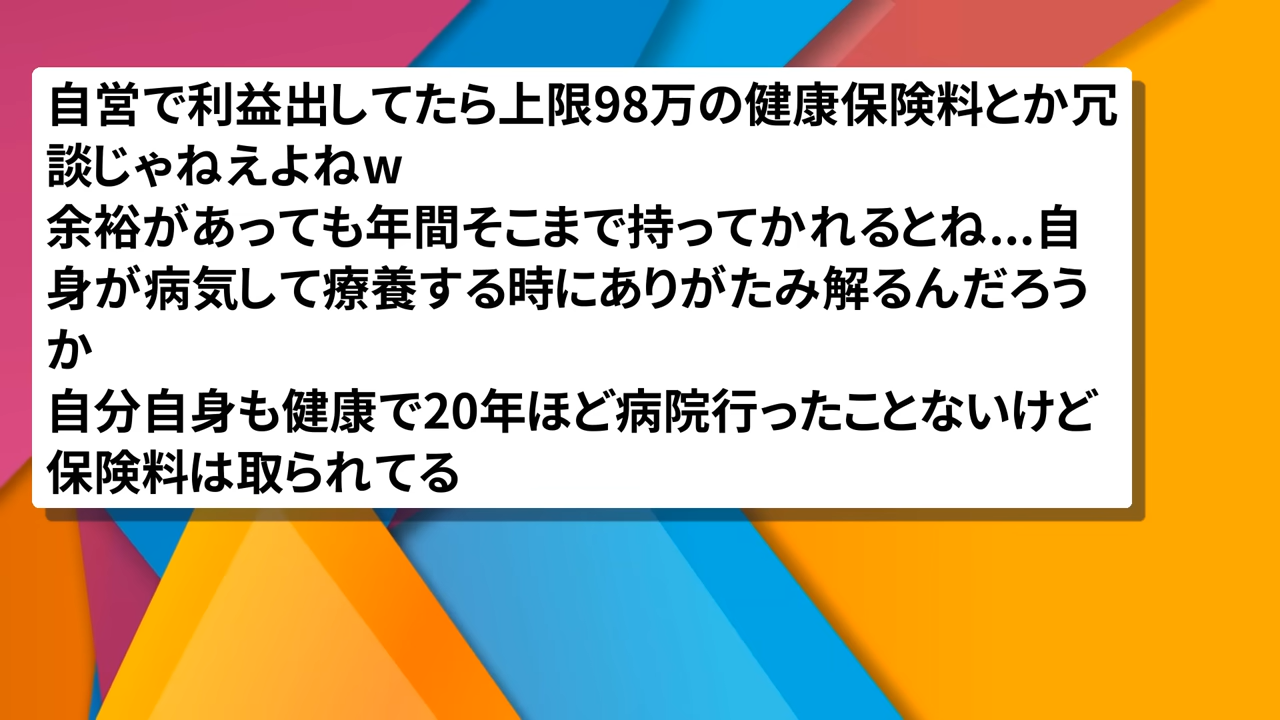 自営で利益出してたら上限98万の健康保険料とか冗
談じゃねえよねw
余裕があっても年間そこまで持ってかれるとね...自
身が病気して療養する時にありがたみ解るんだろう
か
自分自身も健康で20年ほど病院行ったことないけど
保険料は取られてる